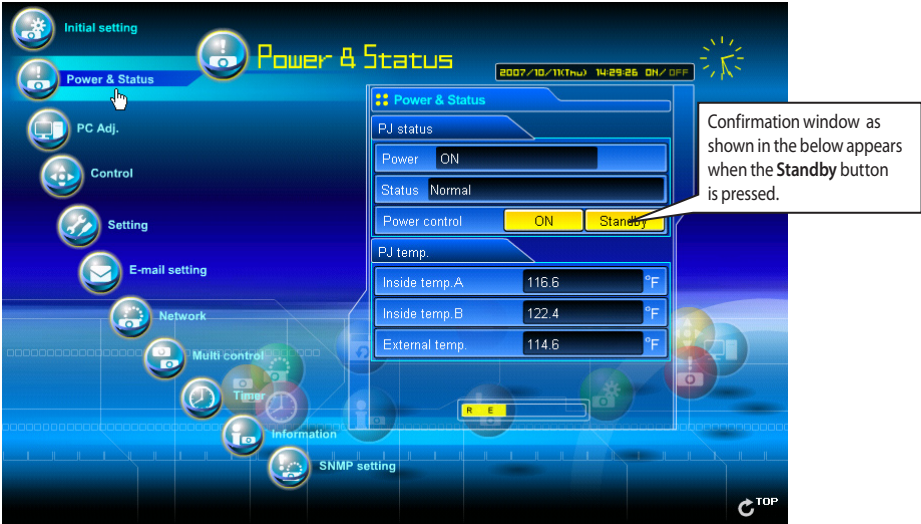 Initial setting
Power & Status
PC Adj.
Control
Setting
E-mail setting
Network
Multi control
Timer
Information
SNMP setting
Power & Status
2007/10/11(Thu) 14:29:26 ON/OFF
Power & Status
PJ status
Power ON
Status Normal
Power control ON Standby
PJ temp.
Inside temp.A 116.6 °F
Inside temp.B 122.4 °F
External temp. 114.6 °F
R E
TOP
Confirmation window as
shown in the below appears
when the Standby button
is pressed.